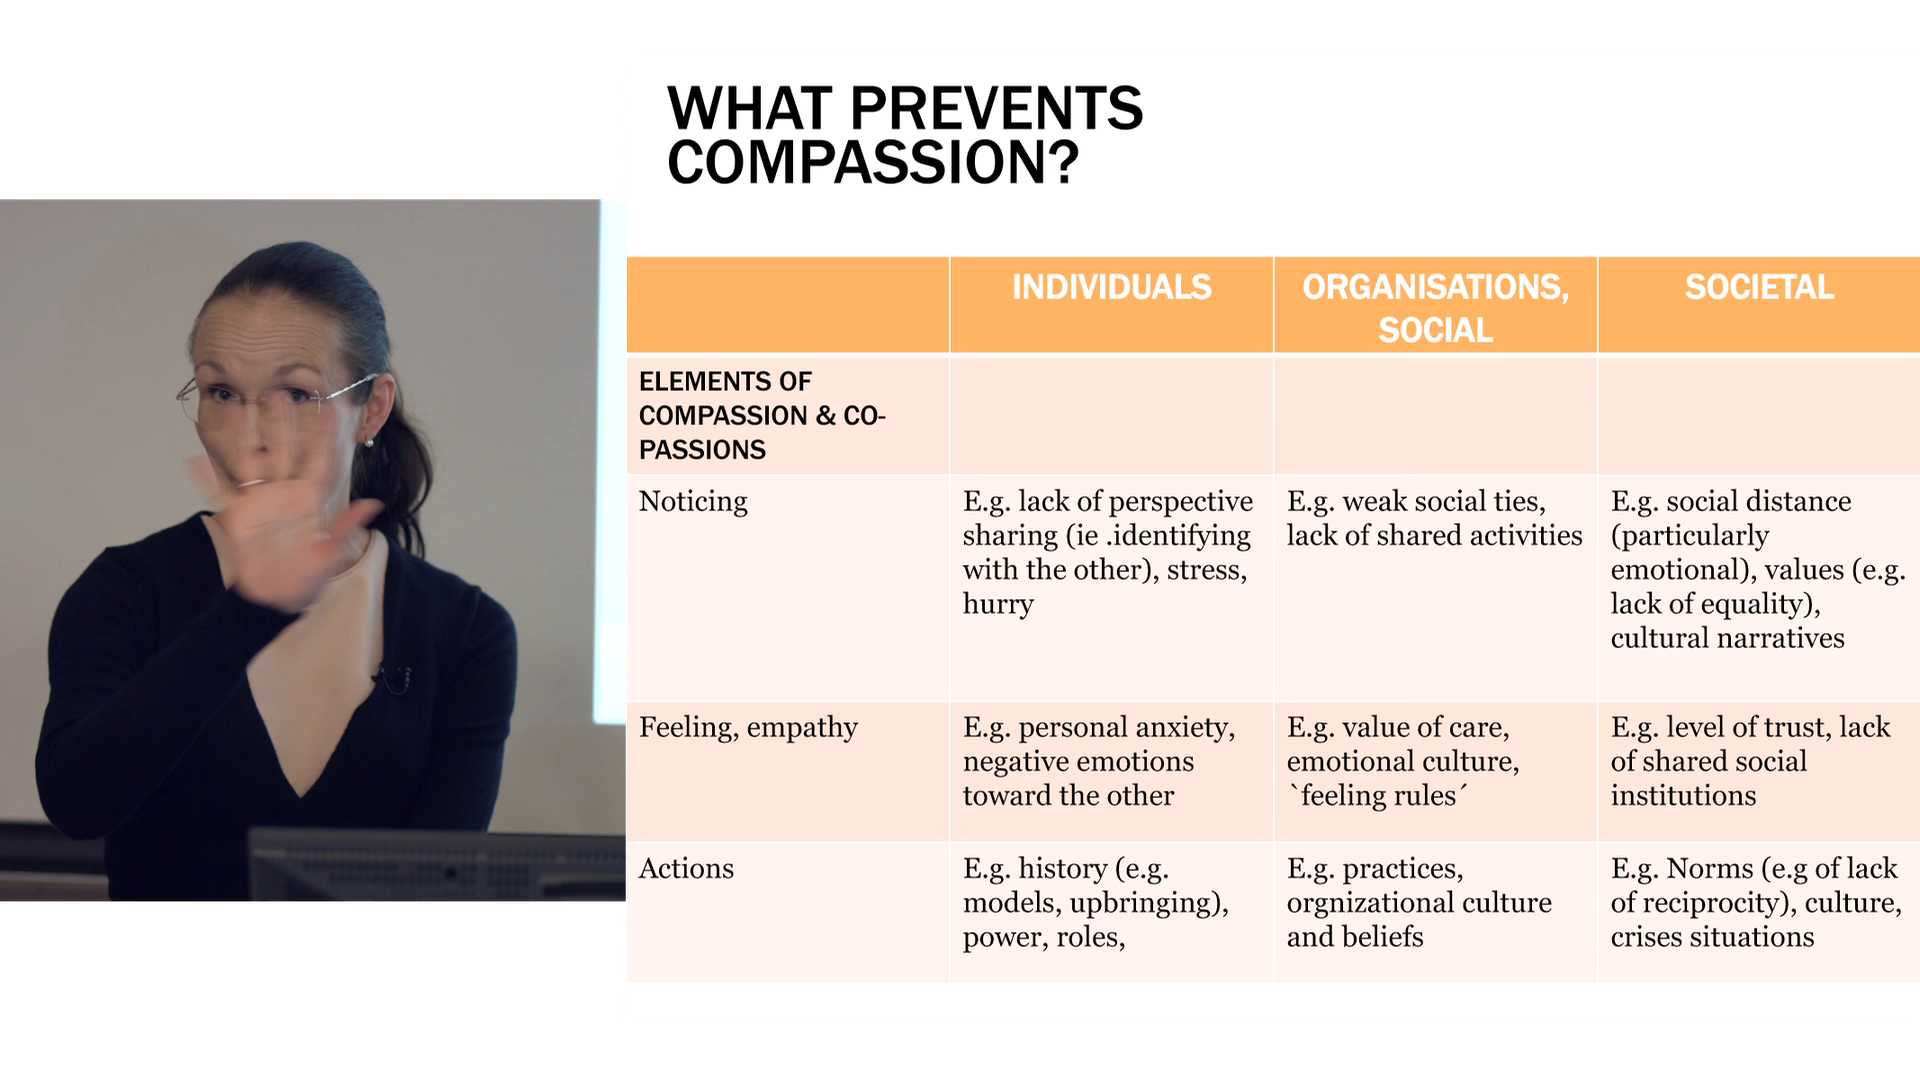 WHAT PREVENTS
COMPASSION?
INDIVIDUALS
ORGANISATIONS,
SOCIAL
SOCIETAL
ELEMENTS OF
COMPASSION & CO-
PASSIONS
Noticing
E.g. lack of perspective
sharing (ie .identifying
with the other), stress,
hurry
E.g. weak social ties,
lack of shared activities
E.g. social distance
(particularly
emotional), values (e.g.
lack of equality),
cultural narratives
Feeling, empathy
E.g. personal anxiety,
negative emotions
toward the other
E.g. value of care,
emotional culture,
`feeling rules´
E.g. level of trust, lack
of shared social
institutions
Actions
E.g. history (e.g.
models, upbringing),
power, roles,
E.g. practices,
orgnizational culture
and beliefs
E.g. Norms (e.g of lack
of reciprocity), culture,
crises situations